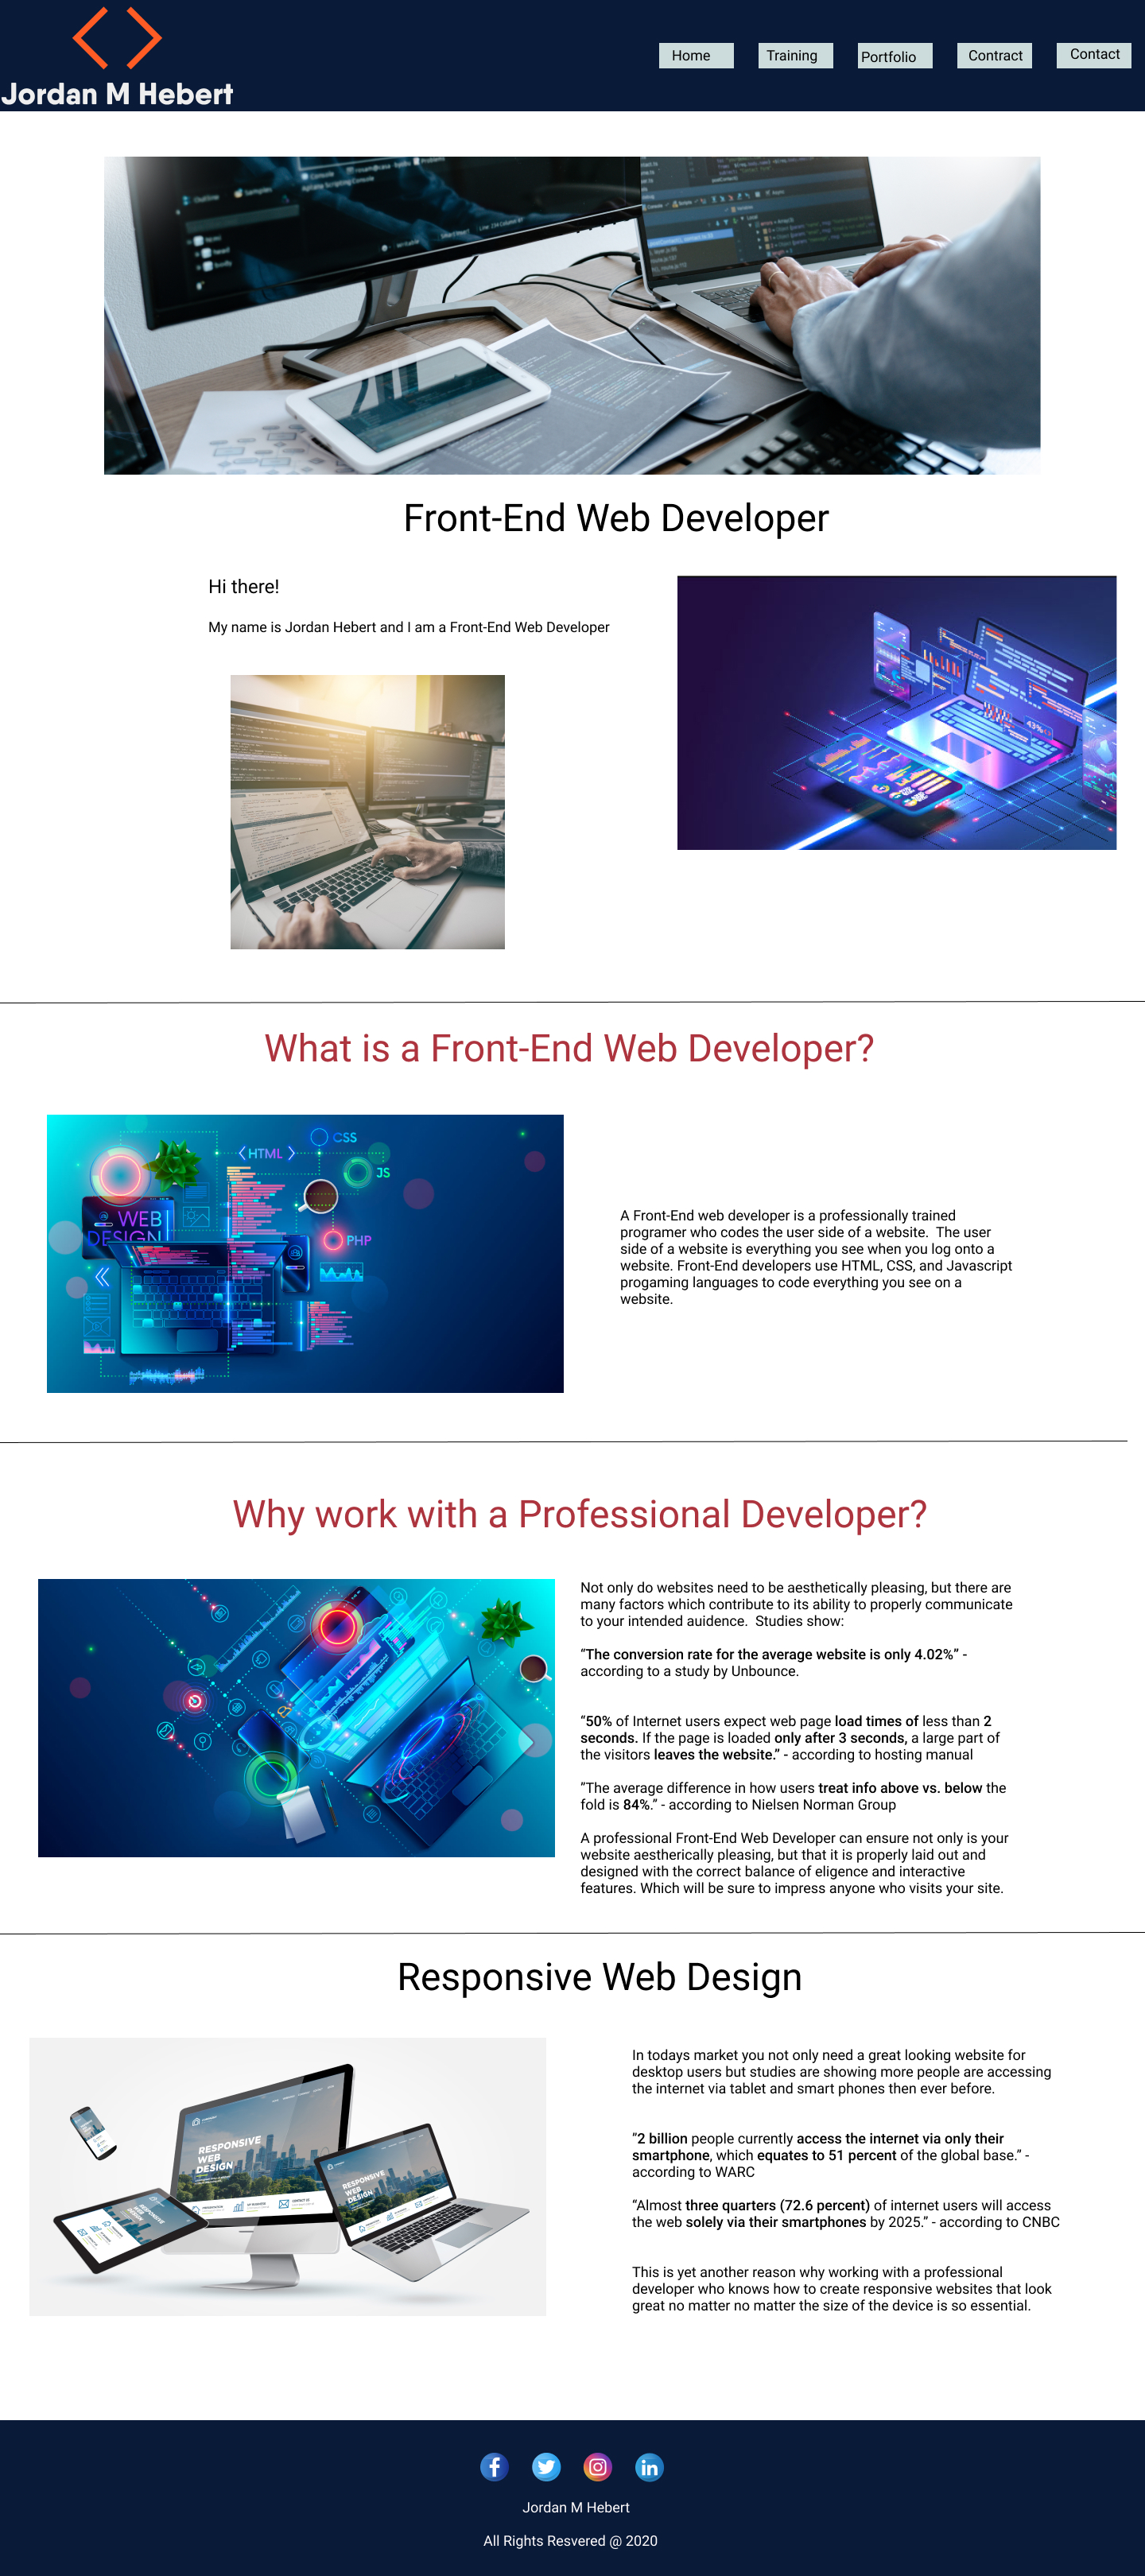 Jordan M Hebert
Home
Training
Portfolio
Contract
Contact
Front-End Web Developer
Hi there!
My name is Jordan Hebert and I am a Front-End Web Developer
What is a Front-End Web Developer?
HTML
CSS
JS
WEB
DESIGN
PHP
A Front-End web developer is a professionally trained
programer who codes the user side of a website.  The user
side of a website is everything you see when you log onto a
website. Front-End developers use HTML, CSS, and Javascript
progaming languages to code everything you see on a
website.
Why work with a Professional Developer?
Not only do websites need to be aesthetically pleasing, but there are
many factors which contribute to its ability to properly communicate
to your intended auidence.  Studies show:
“The conversion rate for the average website is only 4.02%” -
according to a study by Unbounce.
“50% of Internet users expect web page load times of less than 2
seconds. If the page is loaded only after 3 seconds, a large part of
the visitors leaves the website.” - according to hosting manual
”The average difference in how users treat info above vs. below the
fold is 84%.” - according to Nielsen Norman Group
A professional Front-End Web Developer can ensure not only is your
website aestherically pleasing, but that it is properly laid out and
designed with the correct balance of eligence and interactive
features. Which will be sure to impress anyone who visits your site.
Responsive Web Design
RESPONSIVE
WEB
DESIGN
RESPONSIVE
WEB
DESIGN
In todays market you not only need a great looking website for
desktop users but studies are showing more people are accessing
the internet via tablet and smart phones then ever before.
”2 billion people currently access the internet via only their
smartphone, which equates to 51 percent of the global base.” -
according to WARC
“Almost three quarters (72.6 percent) of internet users will access
the web solely via their smartphones by 2025.” - according to CNBC
This is yet another reason why working with a professional
developer who knows how to create responsive websites that look
great no matter no matter the size of the device is so essential.
Jordan M Hebert
All Rights Resvered @ 2020